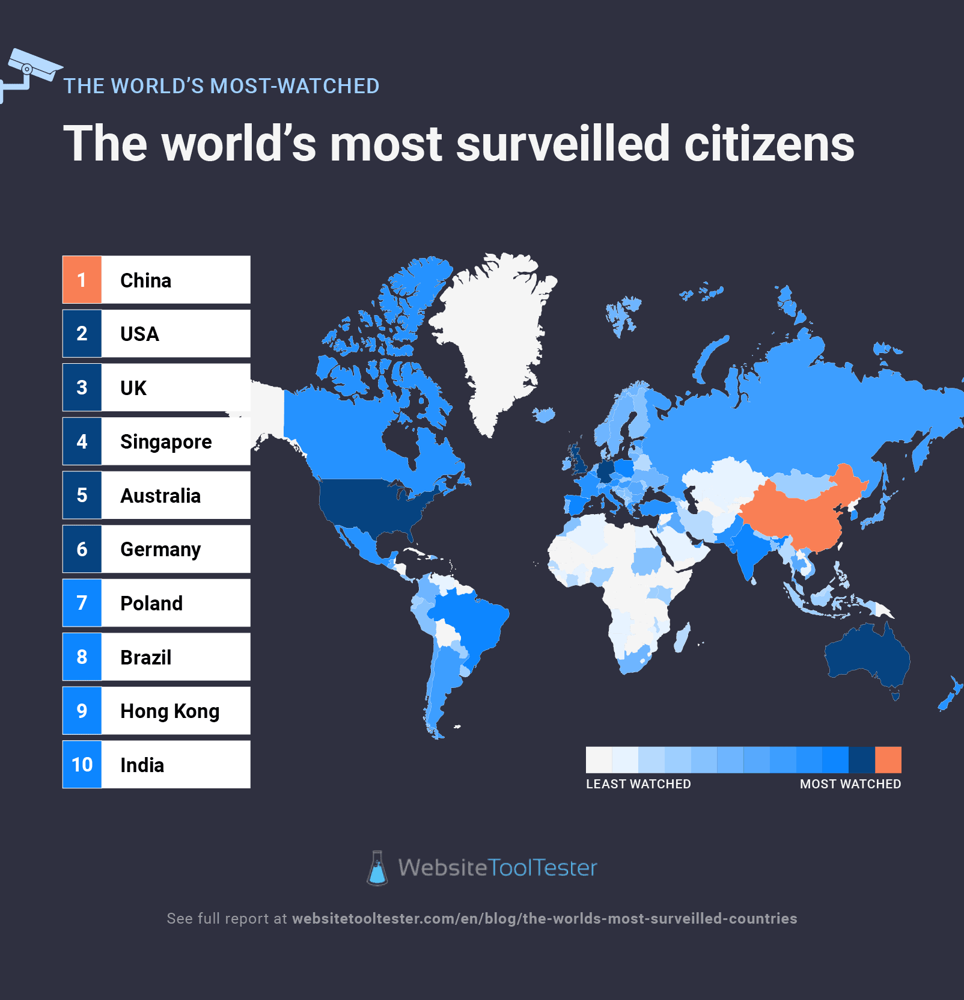 THE WORLD’S MOST-WATCHED
The world’s most surveilled citizens
1 China
2 USA
3 UK
4 Singapore
5 Australia
6 Germany
7 Poland
8 Brazil
9 Hong Kong
10 India
LEAST WATCHED MOST WATCHED
WebsiteToolTester
See full report at websitetooltester.com/en/blog/the-worlds-most-surveilled-countries